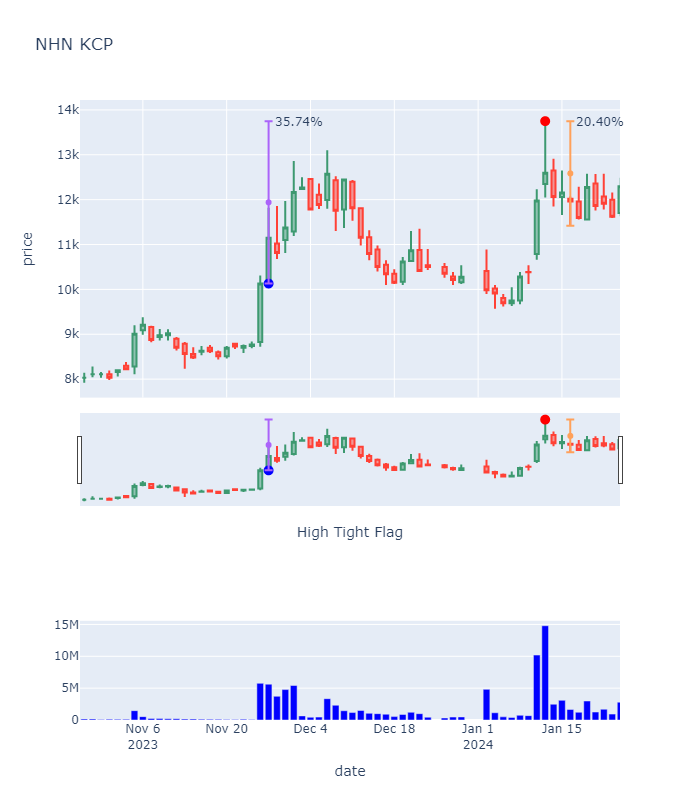 NHN KCP
14k
35.74%
20.40%
13k
12k
11k
10k
9k
8k
price
High Tight Flag
15M
10M
5M
0
Nov 6 Nov 20 Dec 4 Dec 18 Jan 1 Jan 15
2023 2024
date